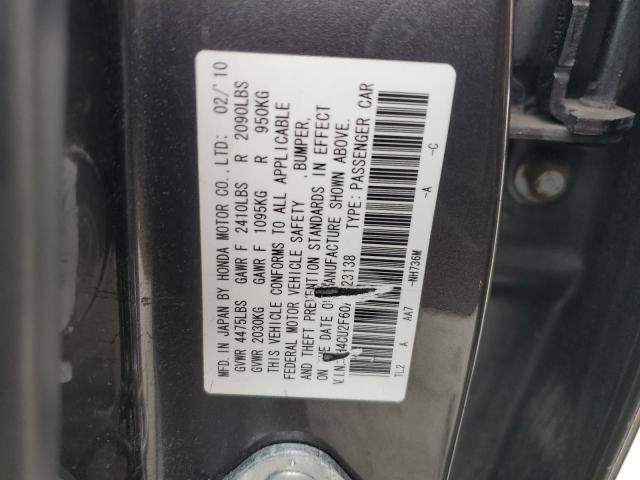 MFD. IN JAPAN BY HONDA MOTOR CO., LTD: 02/'10
GVWR 4475LBS GAWR F 2410LBS R 2090LBS
GVWR 2030KG GAWR F 1095KG R 950KG
THIS VEHICLE CONFORMS TO ALL APPLICABLE
FEDERAL MOTOR VEHICLE SAFETY , BUMPER,
AND THEFT PREVENTION STANDARDS IN EFFECT
ON THE DATE OF MANUFACTURE SHOWN ABOVE.
V.I.N.: 4CU2F60 23138 TYPE: PASSENGER CAR
TL2 A AA7 -NH736M -A -C